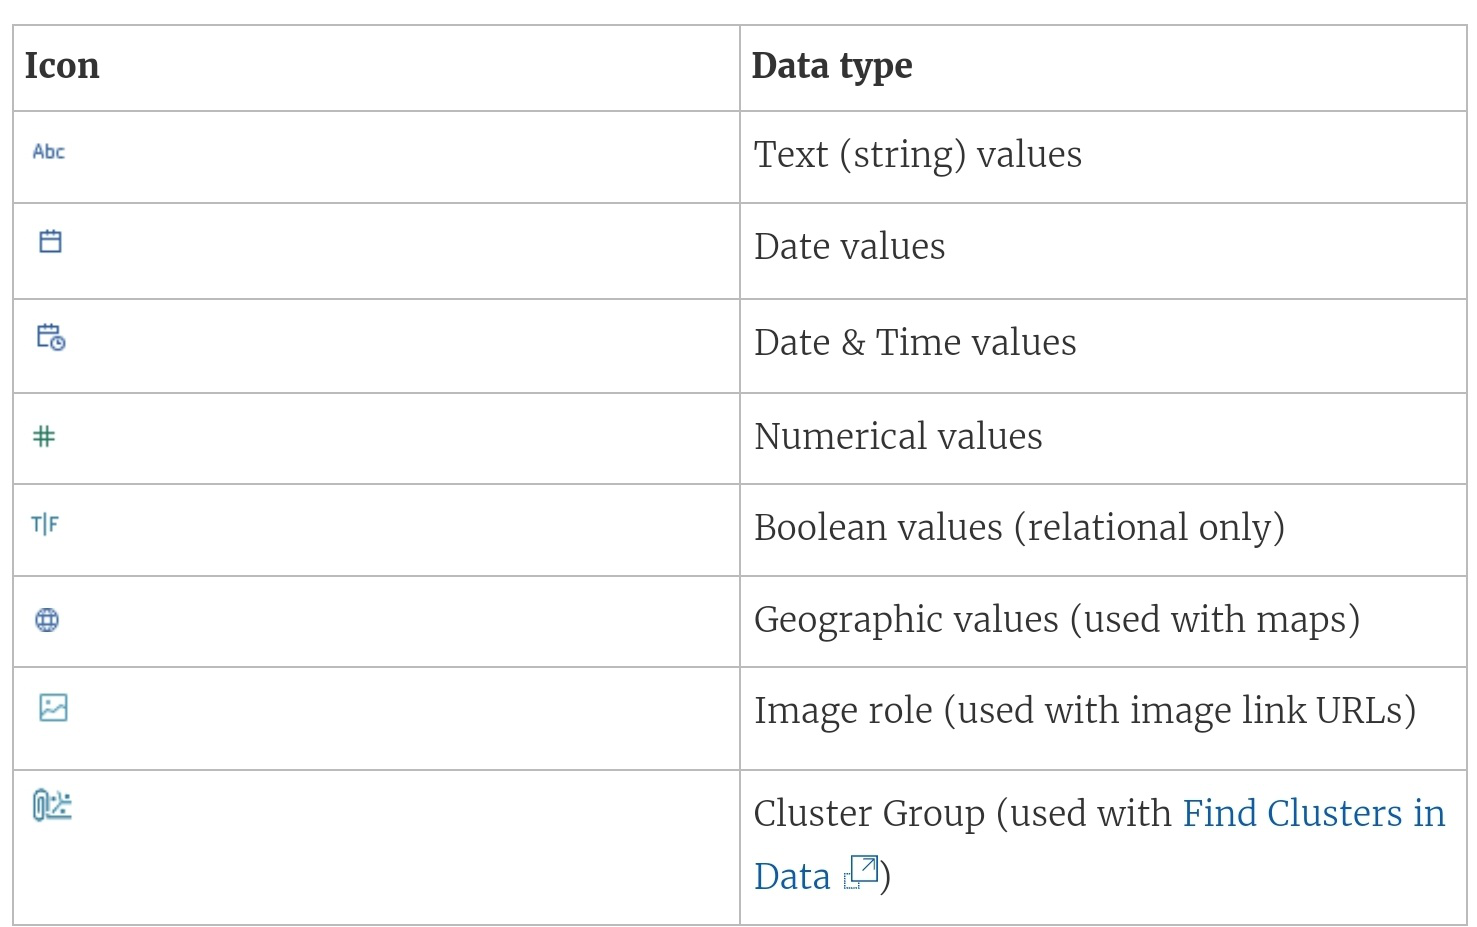 Icon Data type
Abc Text (string) values
Date values
Date & Time values
# Numerical values
T|F Boolean values (relational only)
Geographic values (used with maps)
Image role (used with image link URLs)
Cluster Group (used with Find Clusters in
Data )